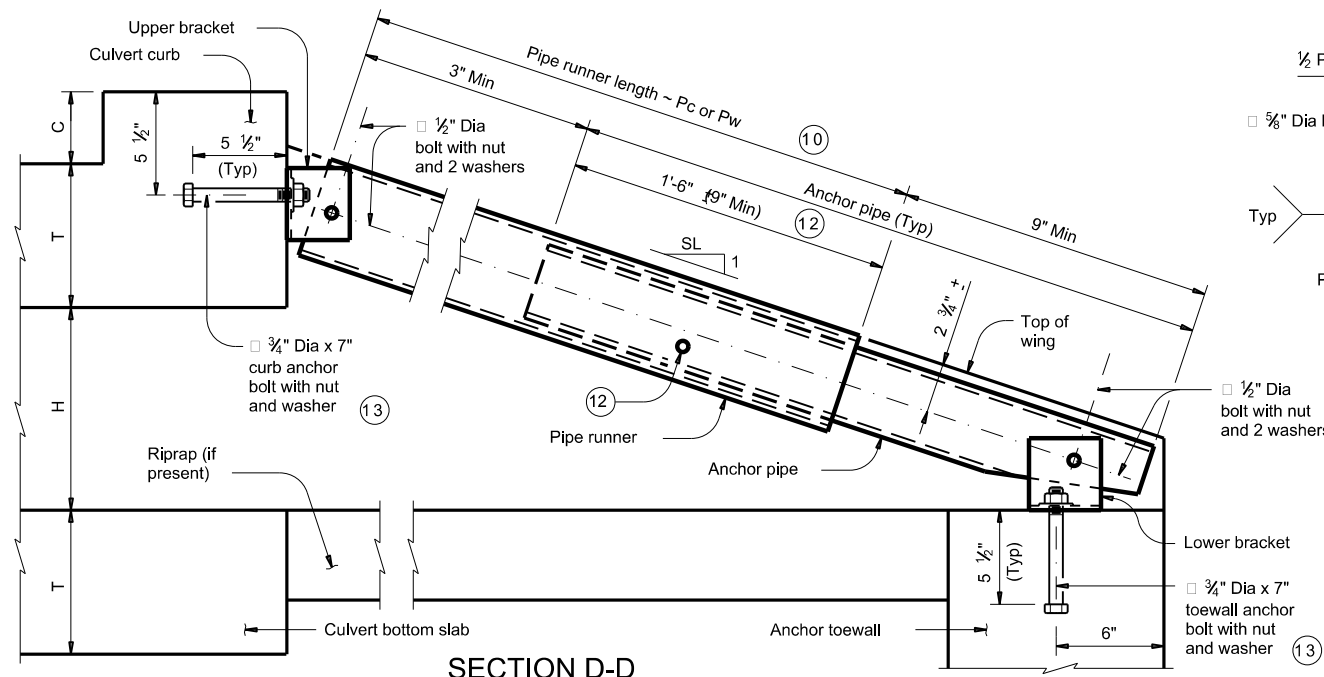 Upper bracket
Culvert curb
Pipe runner length ~ Pc or Pw
3" Min
10
½" Dia
bolt with nut
and 2 washers
C
5 ½"
5 ½"
(Typ)
1'-6"
(9" Min)
12
Anchor pipe (Typ)
9" Min
SL
1
2 ¾"
Top of
wing
T
¾" Dia x 7"
curb anchor
bolt with nut
and washer
13
12
Pipe runner
Anchor pipe
½" Dia
bolt with nut
and 2 washers
H
Riprap (if
present)
T
5 ½"
(Typ)
Lower bracket
¾" Dia x 7"
toewall anchor
bolt with nut
and washer
13
6"
Culvert bottom slab
Anchor toewall
SECTION D-D
½
⅝" Dia
Typ